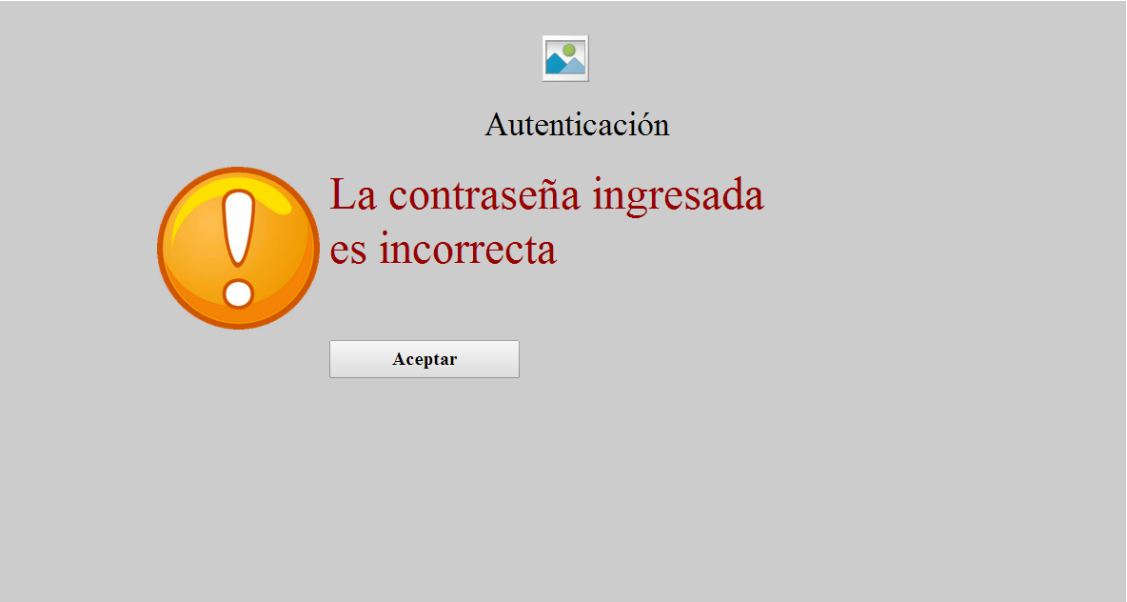 Autenticación
La contraseña ingresada
es incorrecta
Aceptar